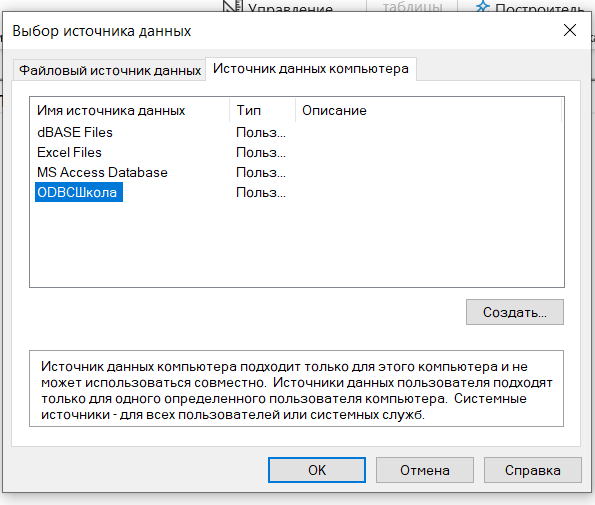 Управление
таблицы
Построитель
Выбор источника данных
Файловый источник данных
Источник данных компьютера
Имя источника данных Тип Описание
dBASE Files Польз...
Excel Files Польз...
MS Access Database Польз...
ODBCШкола Польз...
Создать...
Источник данных компьютера подходит только для этого компьютера и не
может использоваться совместно. Источники данных пользователя подходят
только для одного определенного пользователя компьютера. Системные
источники - для всех пользователей или системных служб.
OK Отмена Справка